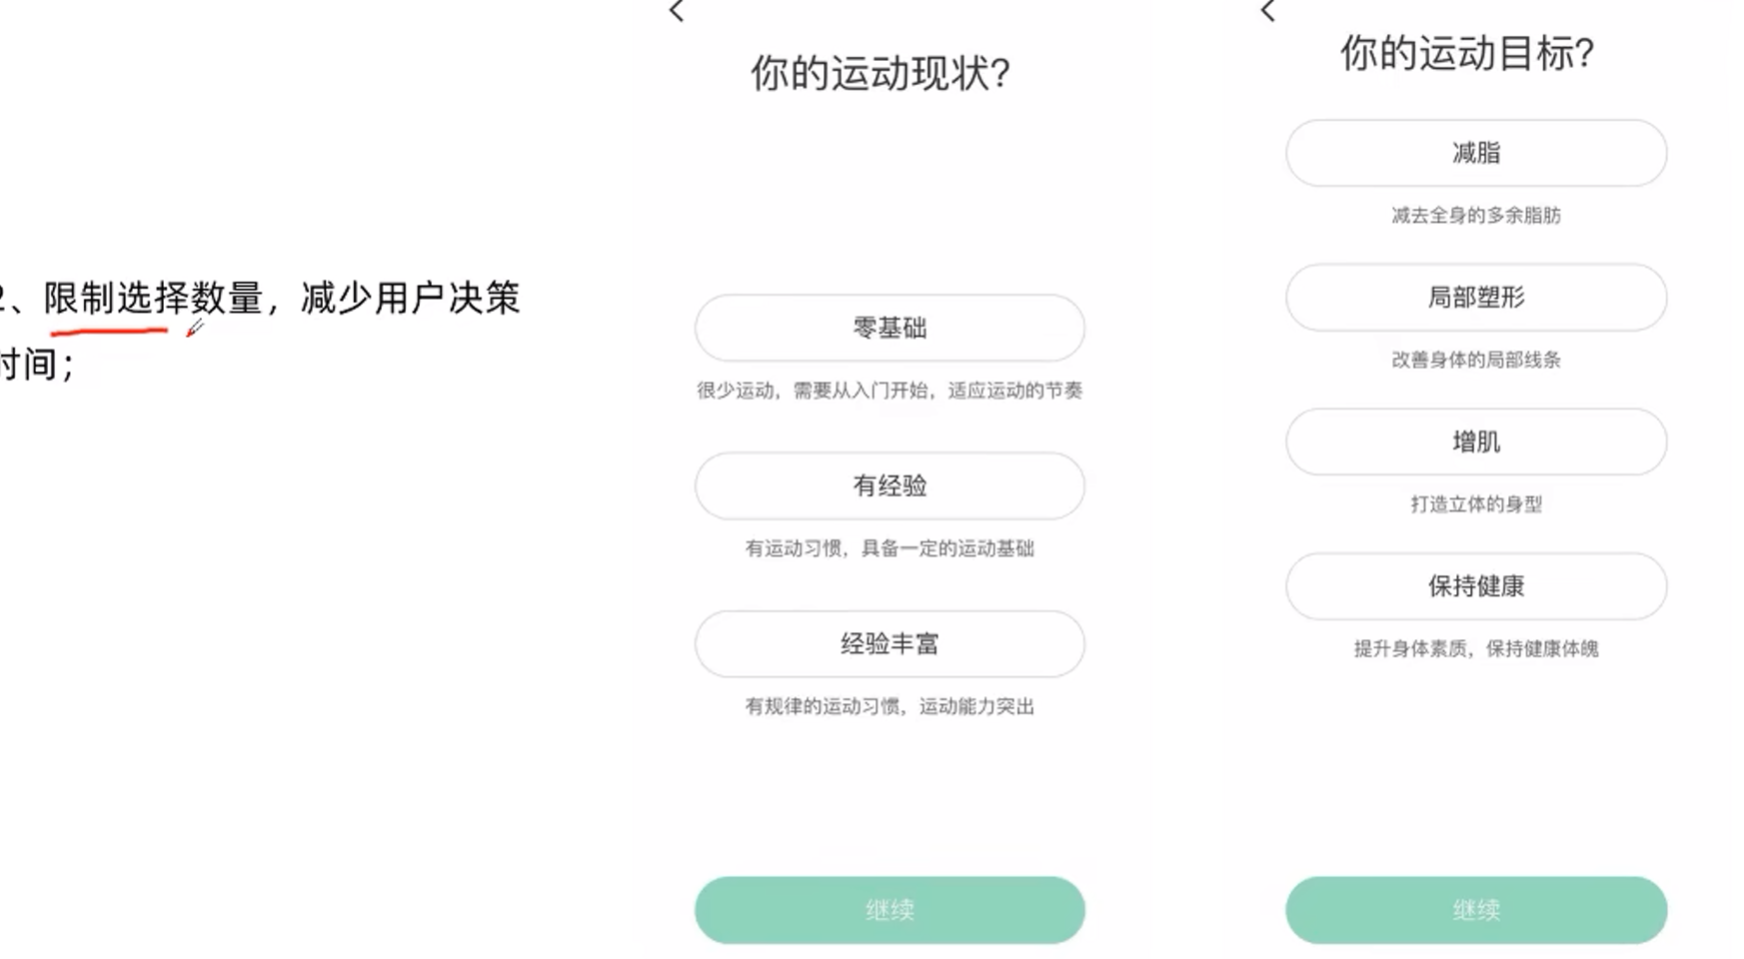 2、限制选择数量，减少用户决策
时间；
你的运动现状?
零基础
很少运动，需要从入门开始，适应运动的节奏
有经验
有运动习惯，具备一定的运动基础
经验丰富
有规律的运动习惯，运动能力突出
继续
你的运动目标?
减脂
减去全身的多余脂肪
局部塑形
改善身体的局部线条
增肌
打造立体的身型
保持健康
提升身体素质，保持健康体魄
继续